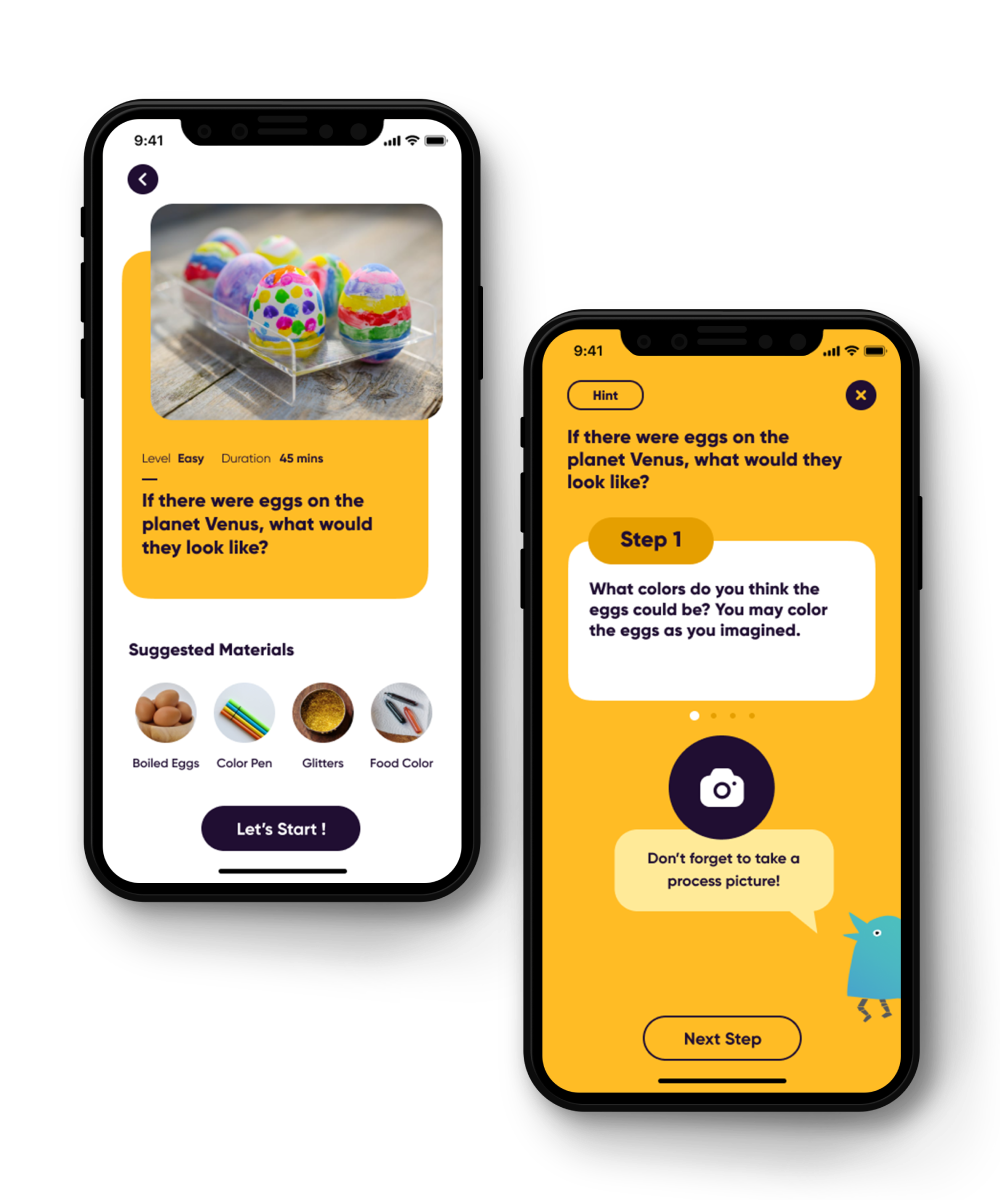 9:41
Level Easy Duration 45 mins
If there were eggs on the
planet Venus, what would
they look like?
Suggested Materials
Boiled Eggs Color Pen Glitters Food Color
Let's Start !
9:41
Hint
If there were eggs on the
planet Venus, what would they
look like?
Step 1
What colors do you think the
eggs could be? You may color
the eggs as you imagined.
Don't forget to take a
process picture!
Next Step